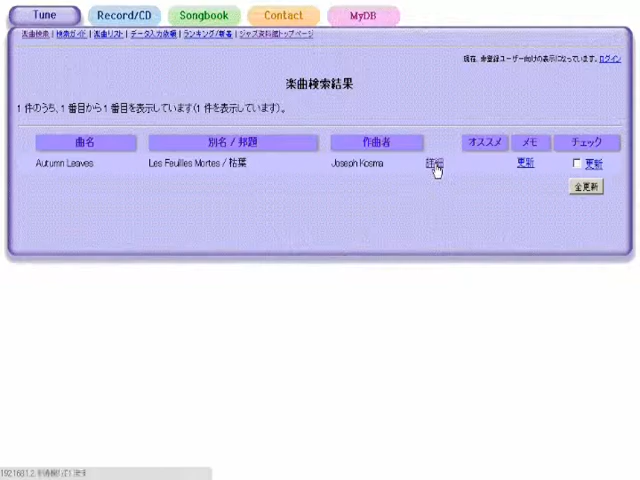 Tune Record/CD Songbook Contact MyDB
楽曲検索 | 検索ガイド | 楽曲リスト | データ入力依頼 | ランキング/新着 | ジャズ資料館トップページ
現在、非登録ユーザー向けの表示になっています。ログイン
楽曲検索結果
1 件のうち、1 番目から 1 番目を表示しています(1 件を表示しています)。
曲名 別名 / 邦題 作曲者 オススメ メモ チェック
Autumn Leaves Les Feuilles Mortes / 枯葉 Joseph Kosma 詳細 更新 更新
全更新